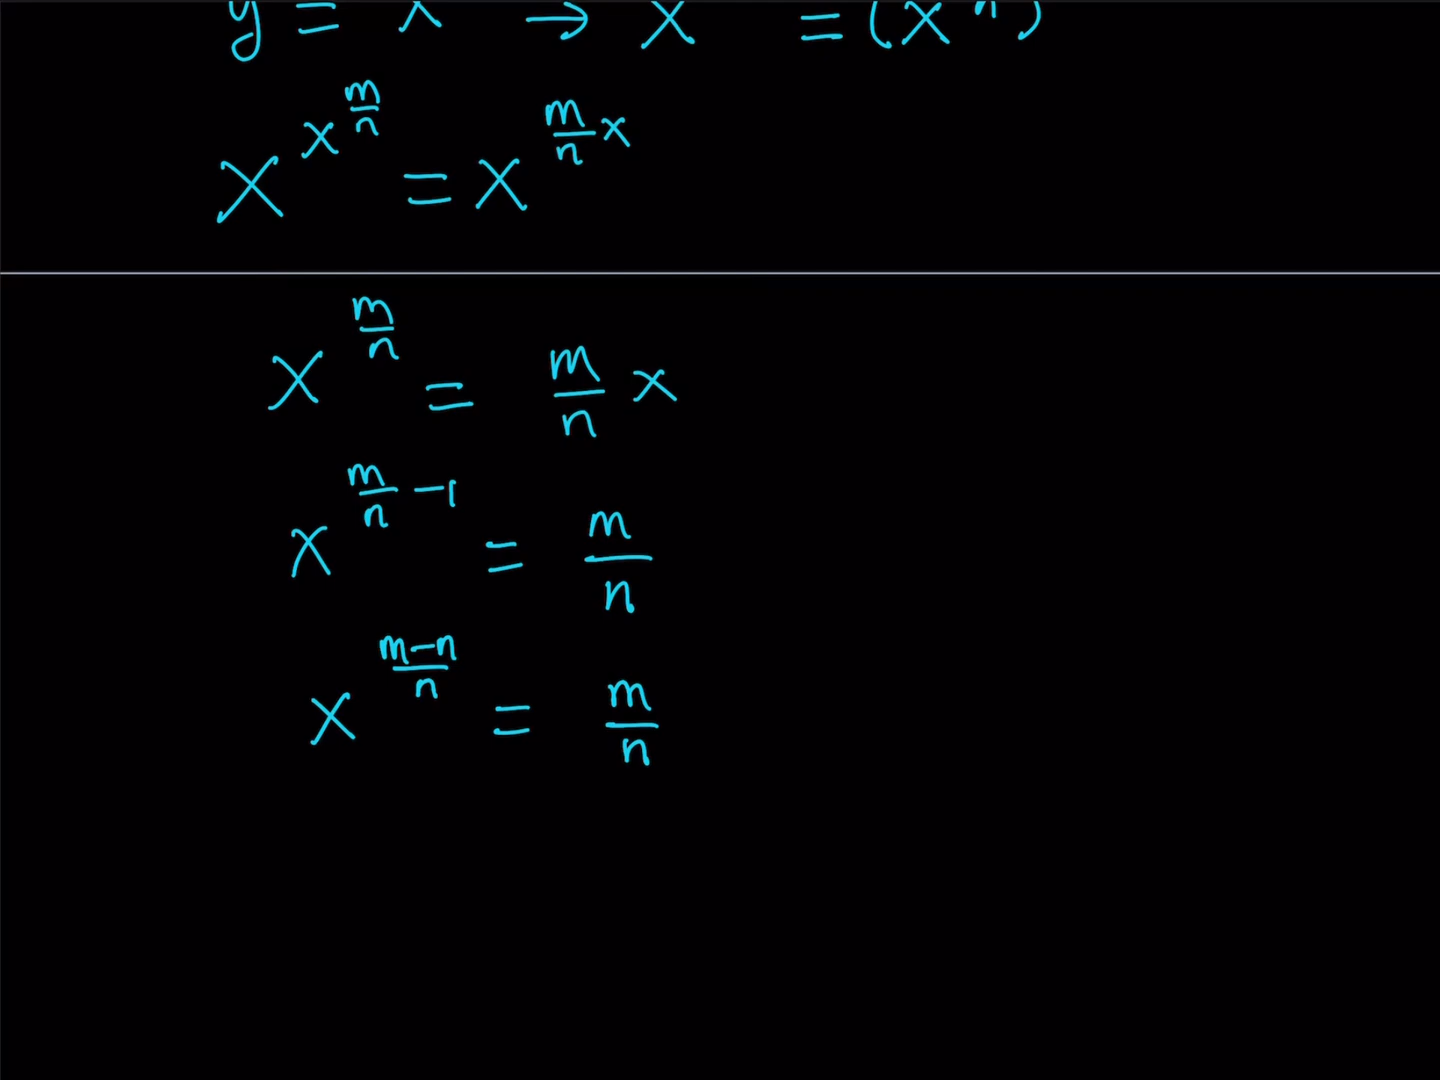 y = x → x = (x^n)
x^x^(m/n) = x^(m/n x)
x^(m/n) = m/n x
x^(m/n - 1) = m/n
x^((m-n)/n) = m/n